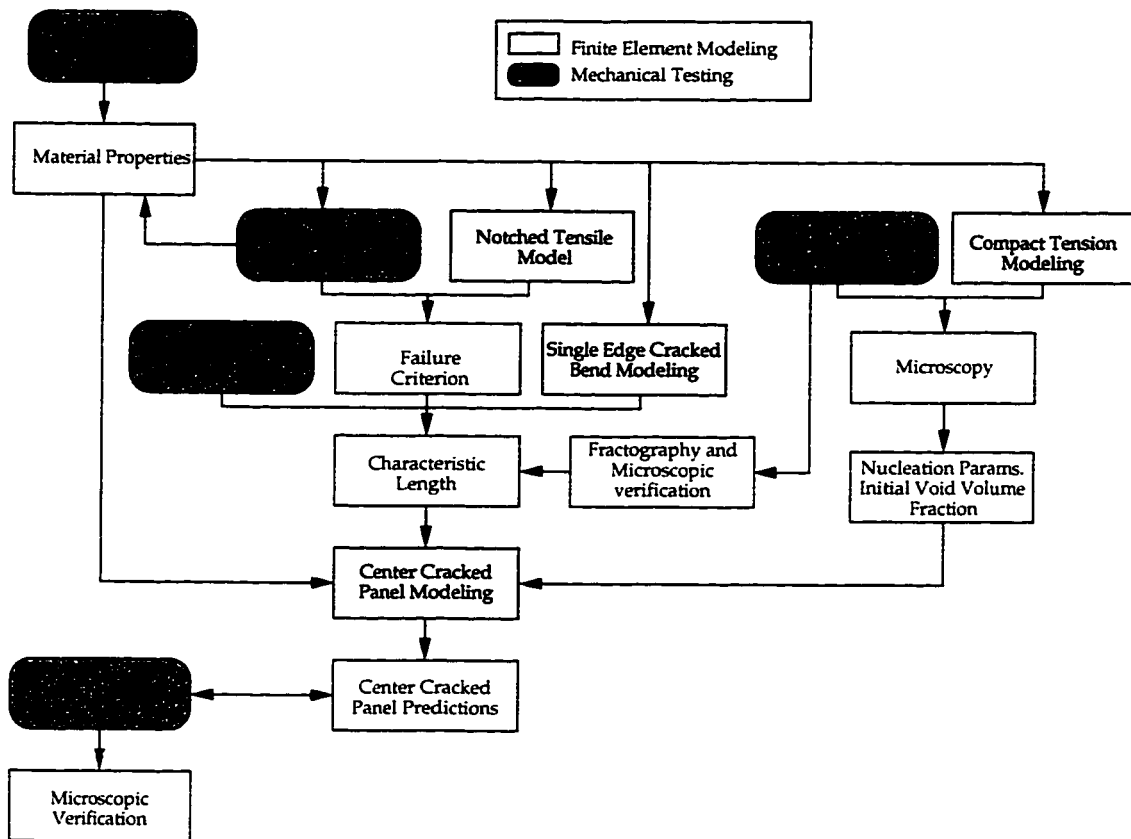 Finite Element Modeling
Mechanical Testing
Material Properties
Notched Tensile
Model
Compact Tension
Modeling
Failure
Criterion
Single Edge Cracked
Bend Modeling
Microscopy
Characteristic
Length
Fractography and
Microscopic
verification
Nucleation Params.
Initial Void Volume
Fraction
Center Cracked
Panel Modeling
Center Cracked
Panel Predictions
Microscopic
Verification